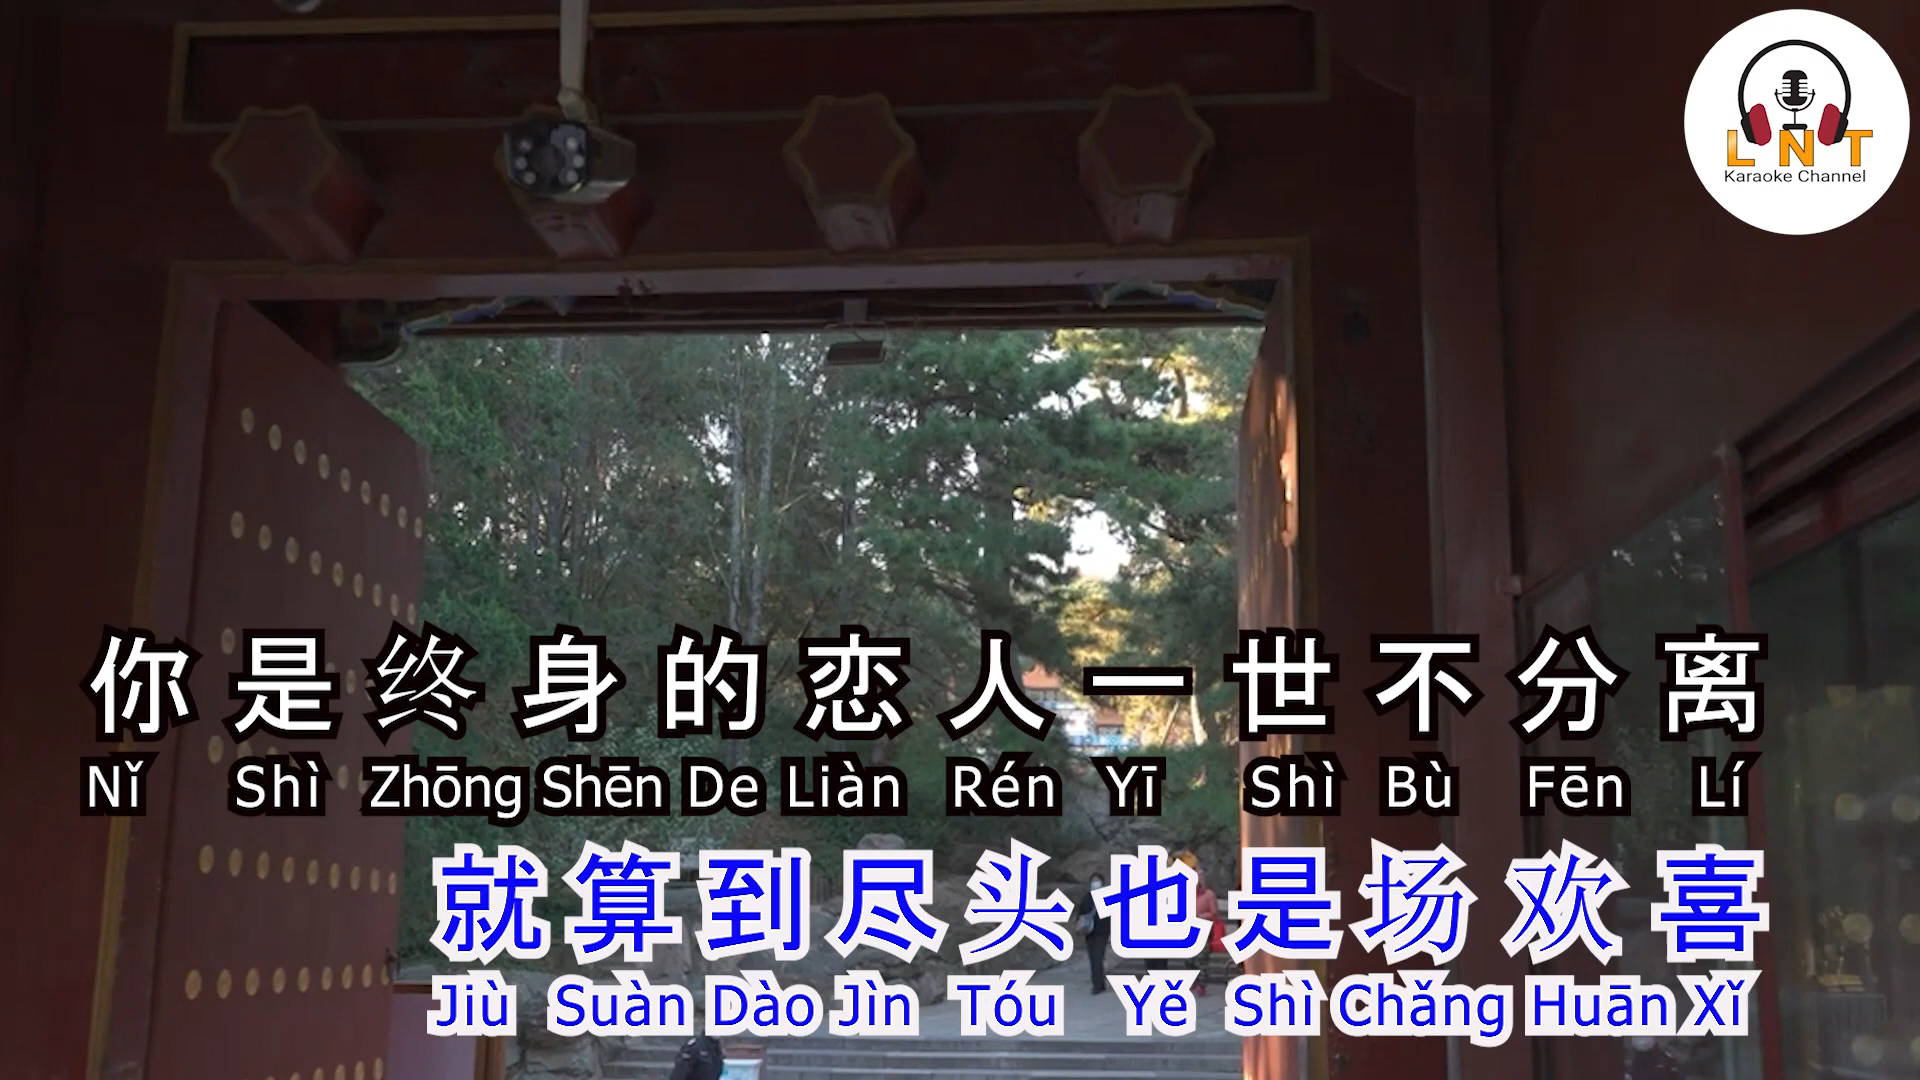 LNT
Karaoke Channel
你是终身的恋人一世不分离
Nǐ Shì Zhōng Shēn De Liàn Rén Yī Shì Bù Fēn Lí
就算到尽头也是场欢喜
Jiù Suàn Dào Jìn Tóu Yě Shì Chǎng Huān Xǐ